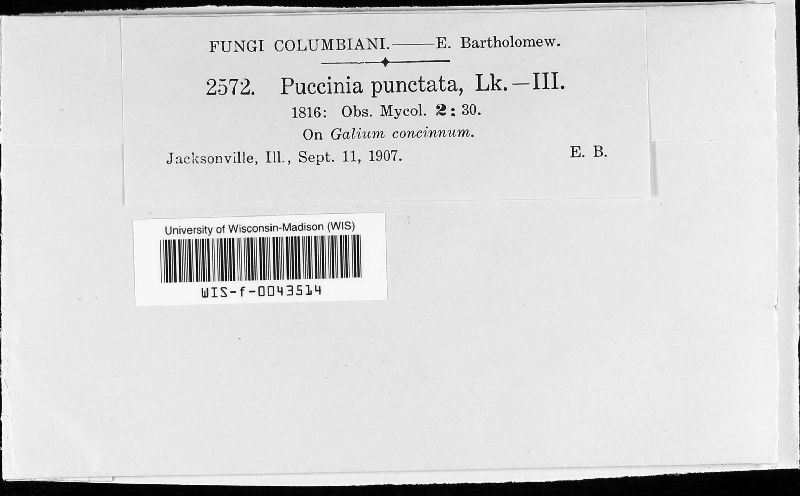 FUNGI COLUMBIANI.——E. Bartholomew.
2572. Puccinia punctata, Lk.—III.
1816: Obs. Mycol. 2: 30.
On Galium concinnum.
Jacksonville, Ill., Sept. 11, 1907. E. B.
University of Wisconsin-Madison (WIS)
WIS-f-0043514